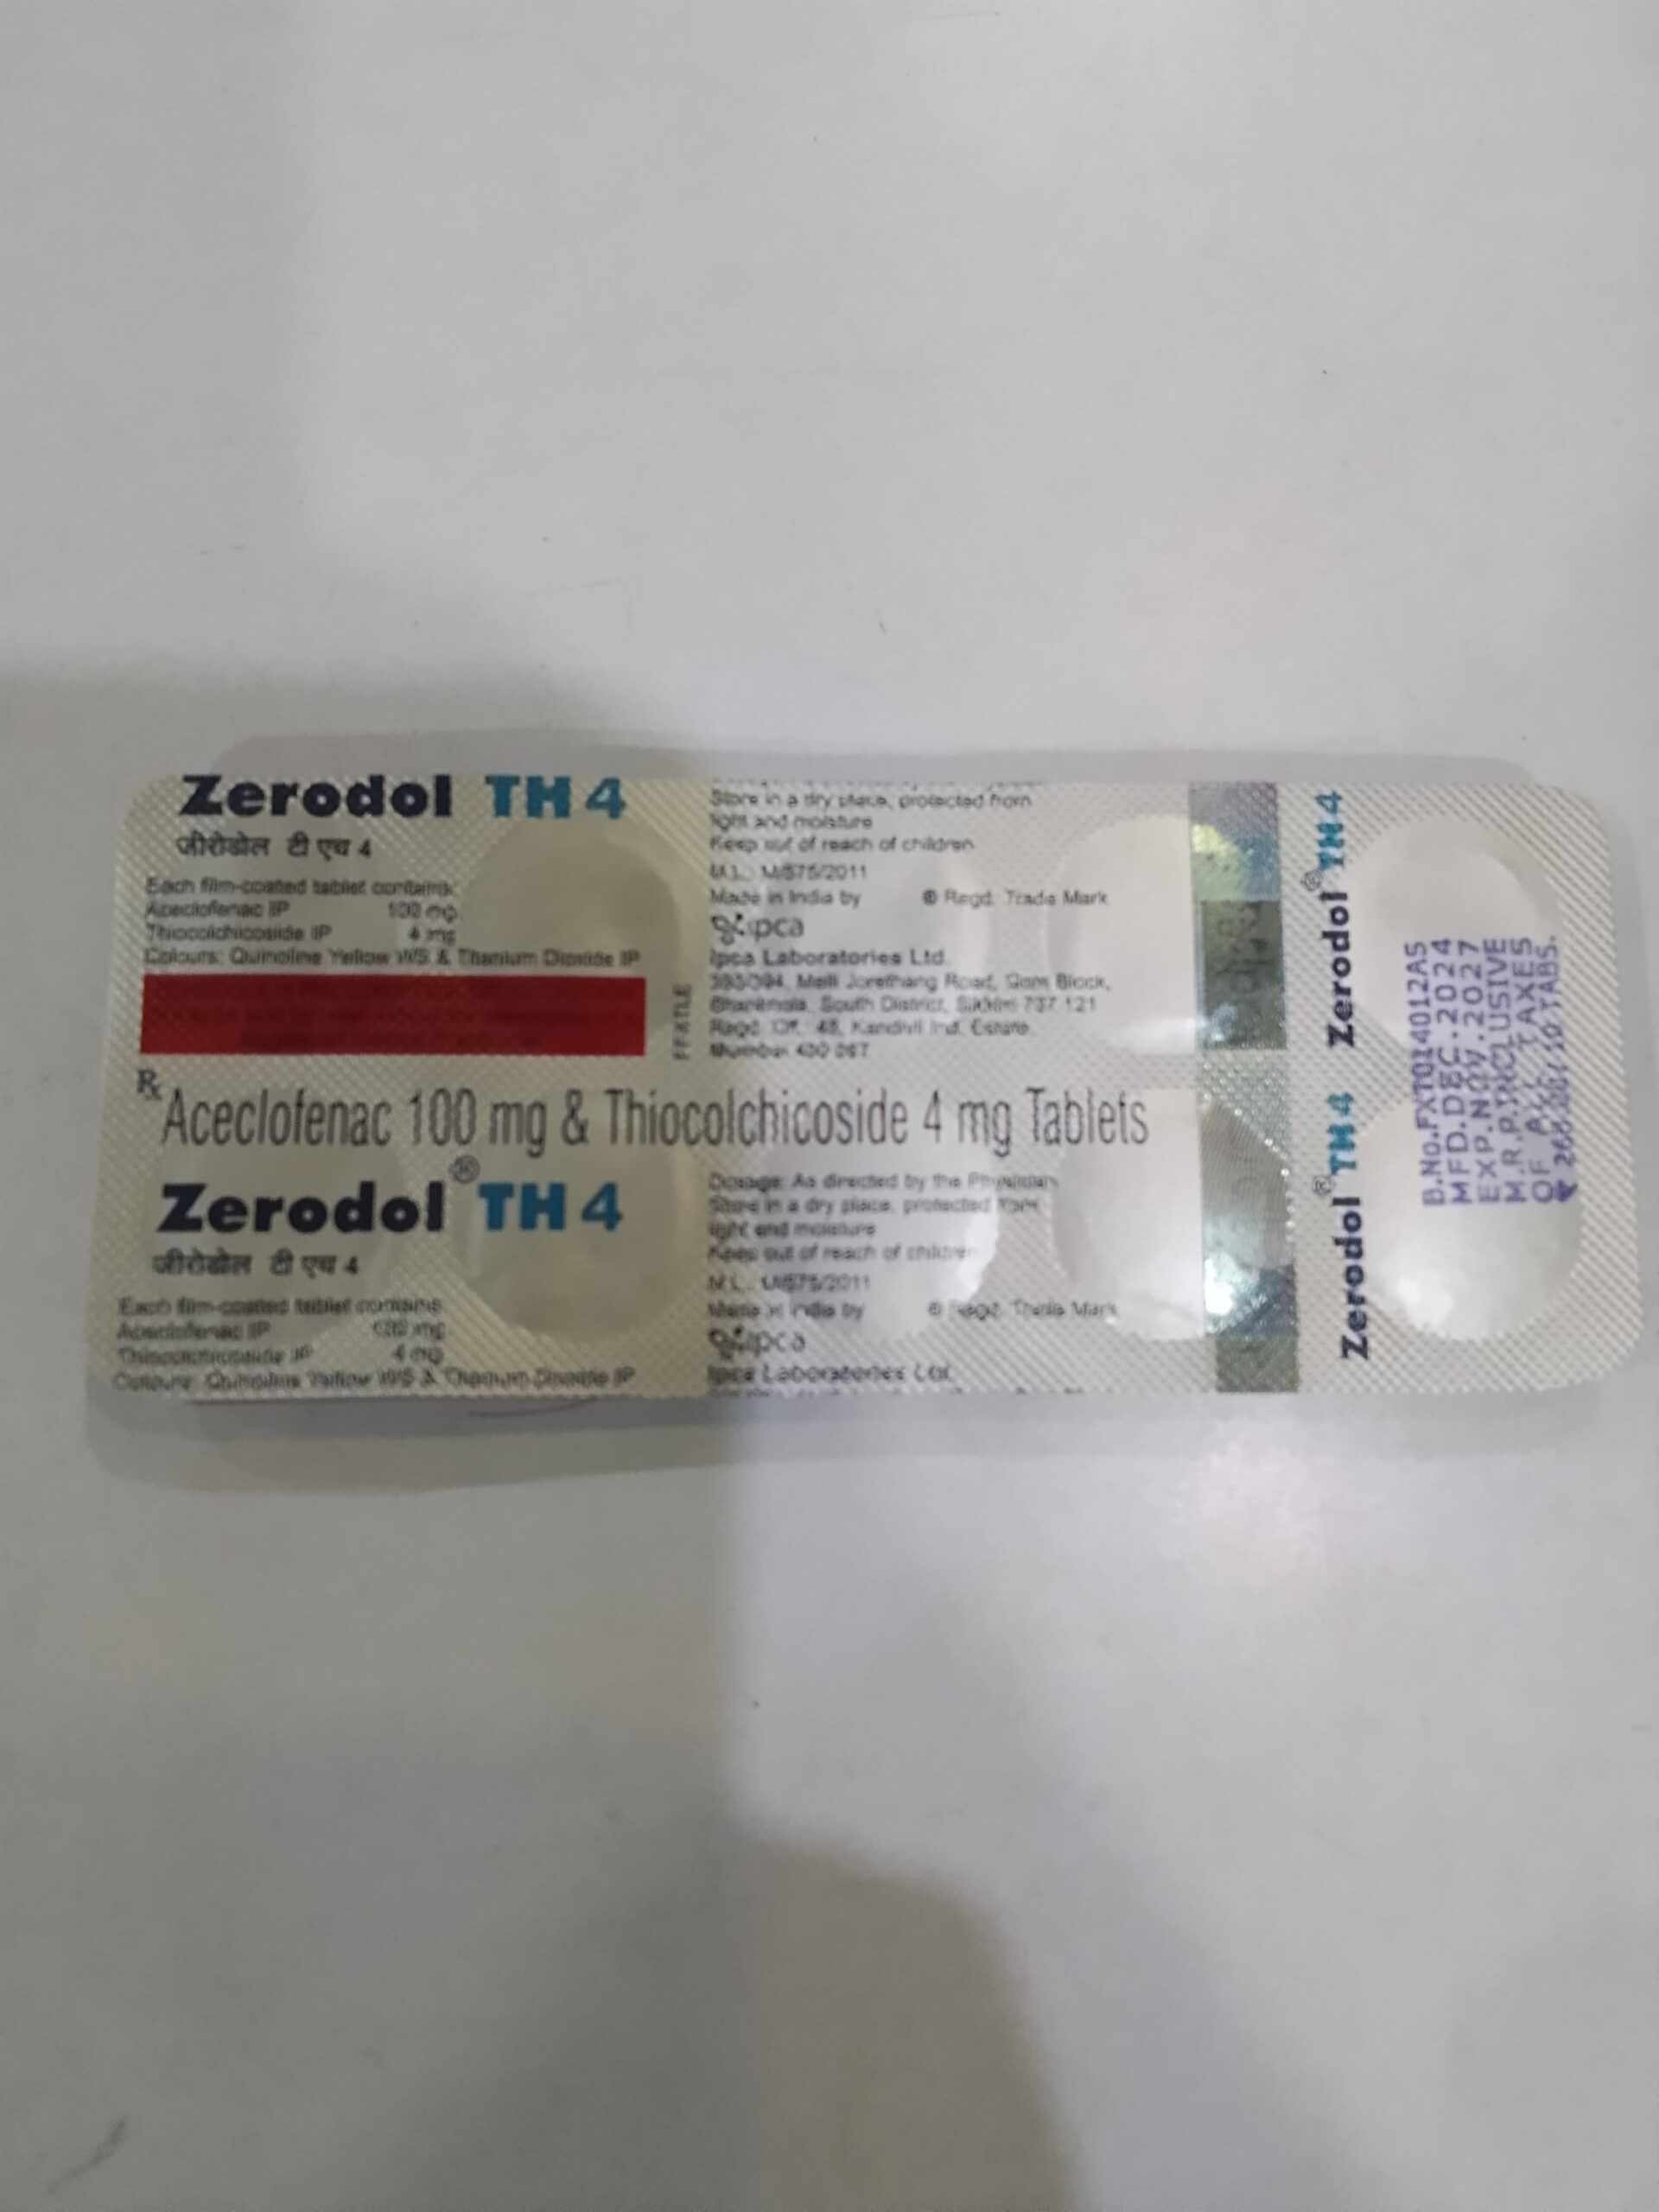 Zerodol TH 4
जीरोडोल टी एच 4
Each film-coated tablet contains:
Aceclofenac IP 100 mg
Thiocolchicoside IP 4 mg
Colours: Quinoline Yellow WS & Titanium Dioxide IP
Store in a dry place, protected from
light and moisture
Keep out of reach of children
M.L.: M/575/2011
Made in India by ® Regd. Trade Mark
ipca
Ipca Laboratories Ltd.
Melli Jorethang Road, Gom Block,
South District, Sikkim 737 121
Regd. Off.: 48, Kandivli Ind. Estate
Mumbai 400 067
Rx
Aceclofenac 100 mg & Thiocolchicoside 4 mg Tablets
Zerodol® TH 4
जीरोडोल टी एच 4
Each film-coated tablet contains
Aceclofenac IP 100 mg
Thiocolchicoside IP 4 mg
Colours: Quinoline Yellow WS & Titanium Dioxide IP
Dosage: As directed by the Physician
Store in a dry place, protected from
light and moisture
Keep out of reach of children
M.L.: M/575/2011
Made in India by ® Regd. Trade Mark
ipca
Ipca Laboratories Ltd.
Zerodol® TH 4 Zerodol® TH 4
B.No.FXT014012AS
MFD.DEC.2024
EXP.NOV.2027
M.R.P.INCLUSIVE
OF ALL TAXES
10 TABS.